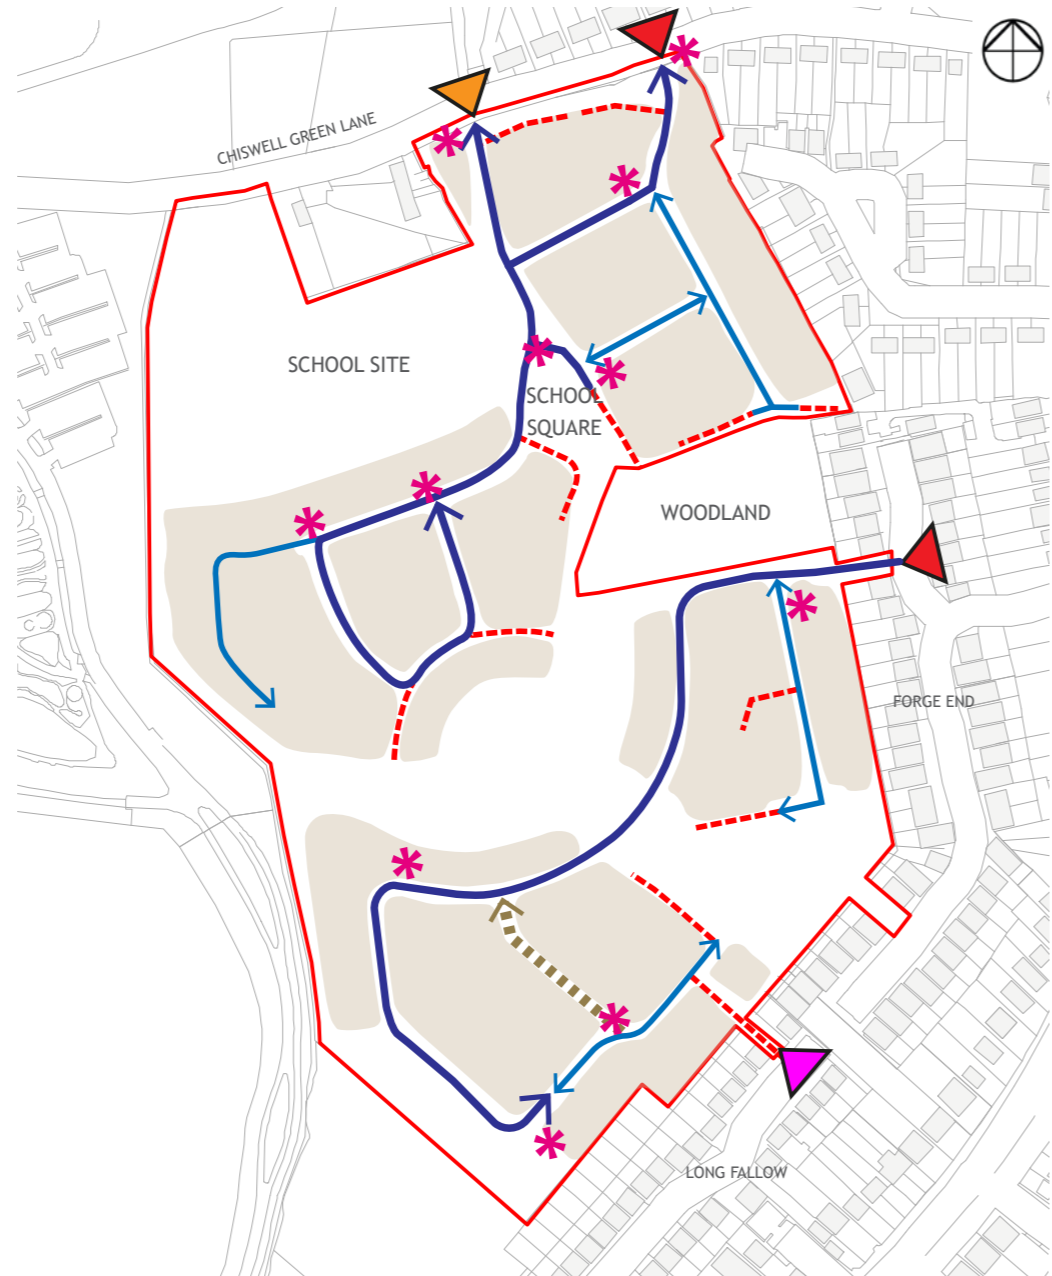 CHISWELL GREEN LANE
SCHOOL SITE
SCHOOL
SQUARE
WOODLAND
FORGE END
LONG FALLOW